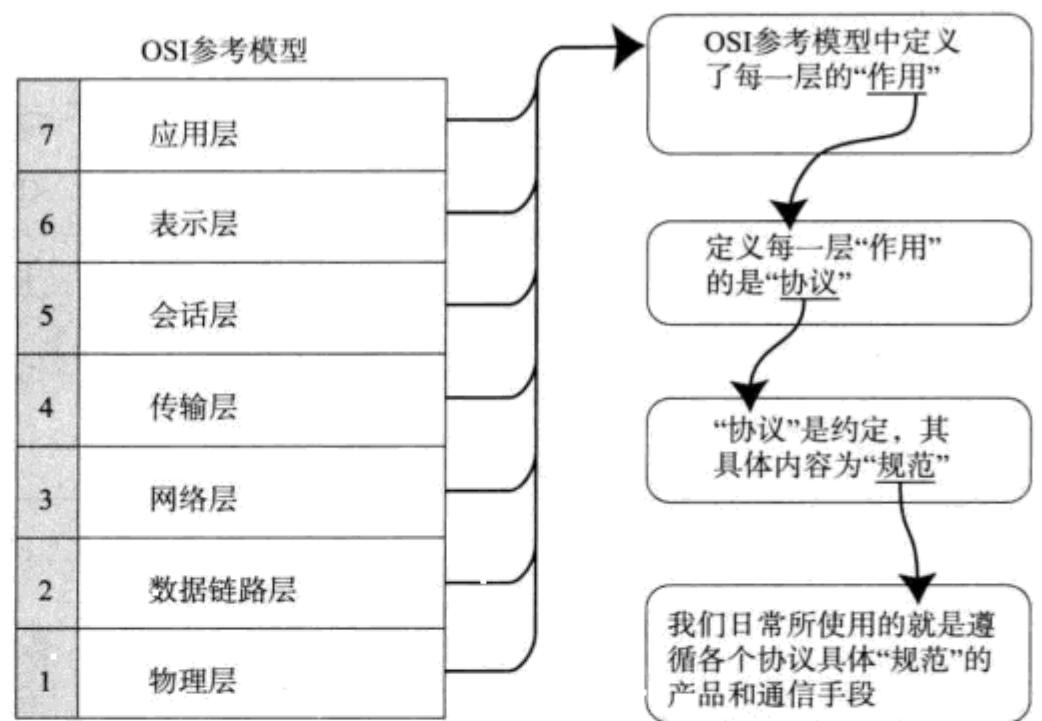 OSI参考模型
7 应用层
6 表示层
5 会话层
4 传输层
3 网络层
2 数据链路层
1 物理层
OSI参考模型中定义
了每一层的“作用”
定义每一层“作用”
的是“协议”
“协议”是约定，其
具体内容为“规范”
我们日常所使用的就是遵
循各个协议具体“规范”的
产品和通信手段